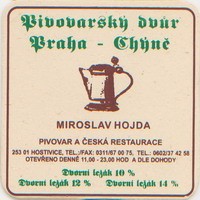 Pivovarský dvůr
Praha - Chýně
MIROSLAV HOJDA
PIVOVAR A ČESKÁ RESTAURACE
253 01 HOSTIVICE, TEL.:/FAX: 0311/67 00 75. TEL.: 0602/37 42 58
OTEVŘENO DENNĚ 11,00 - 23,00 HOD A DLE DOHODY
Dvorní ležák 10 %
Dvorní ležák 12 % Dvorní ležák 14 %